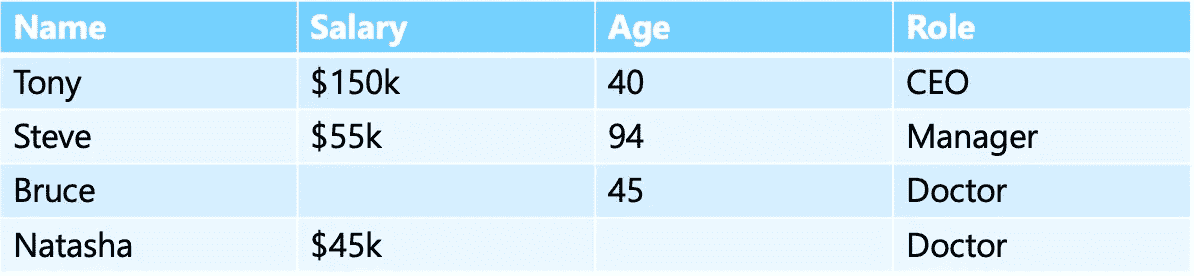 Name Salary Age Role
Tony $150k 40 CEO
Steve $55k 94 Manager
Bruce 45 Doctor
Natasha $45k Doctor